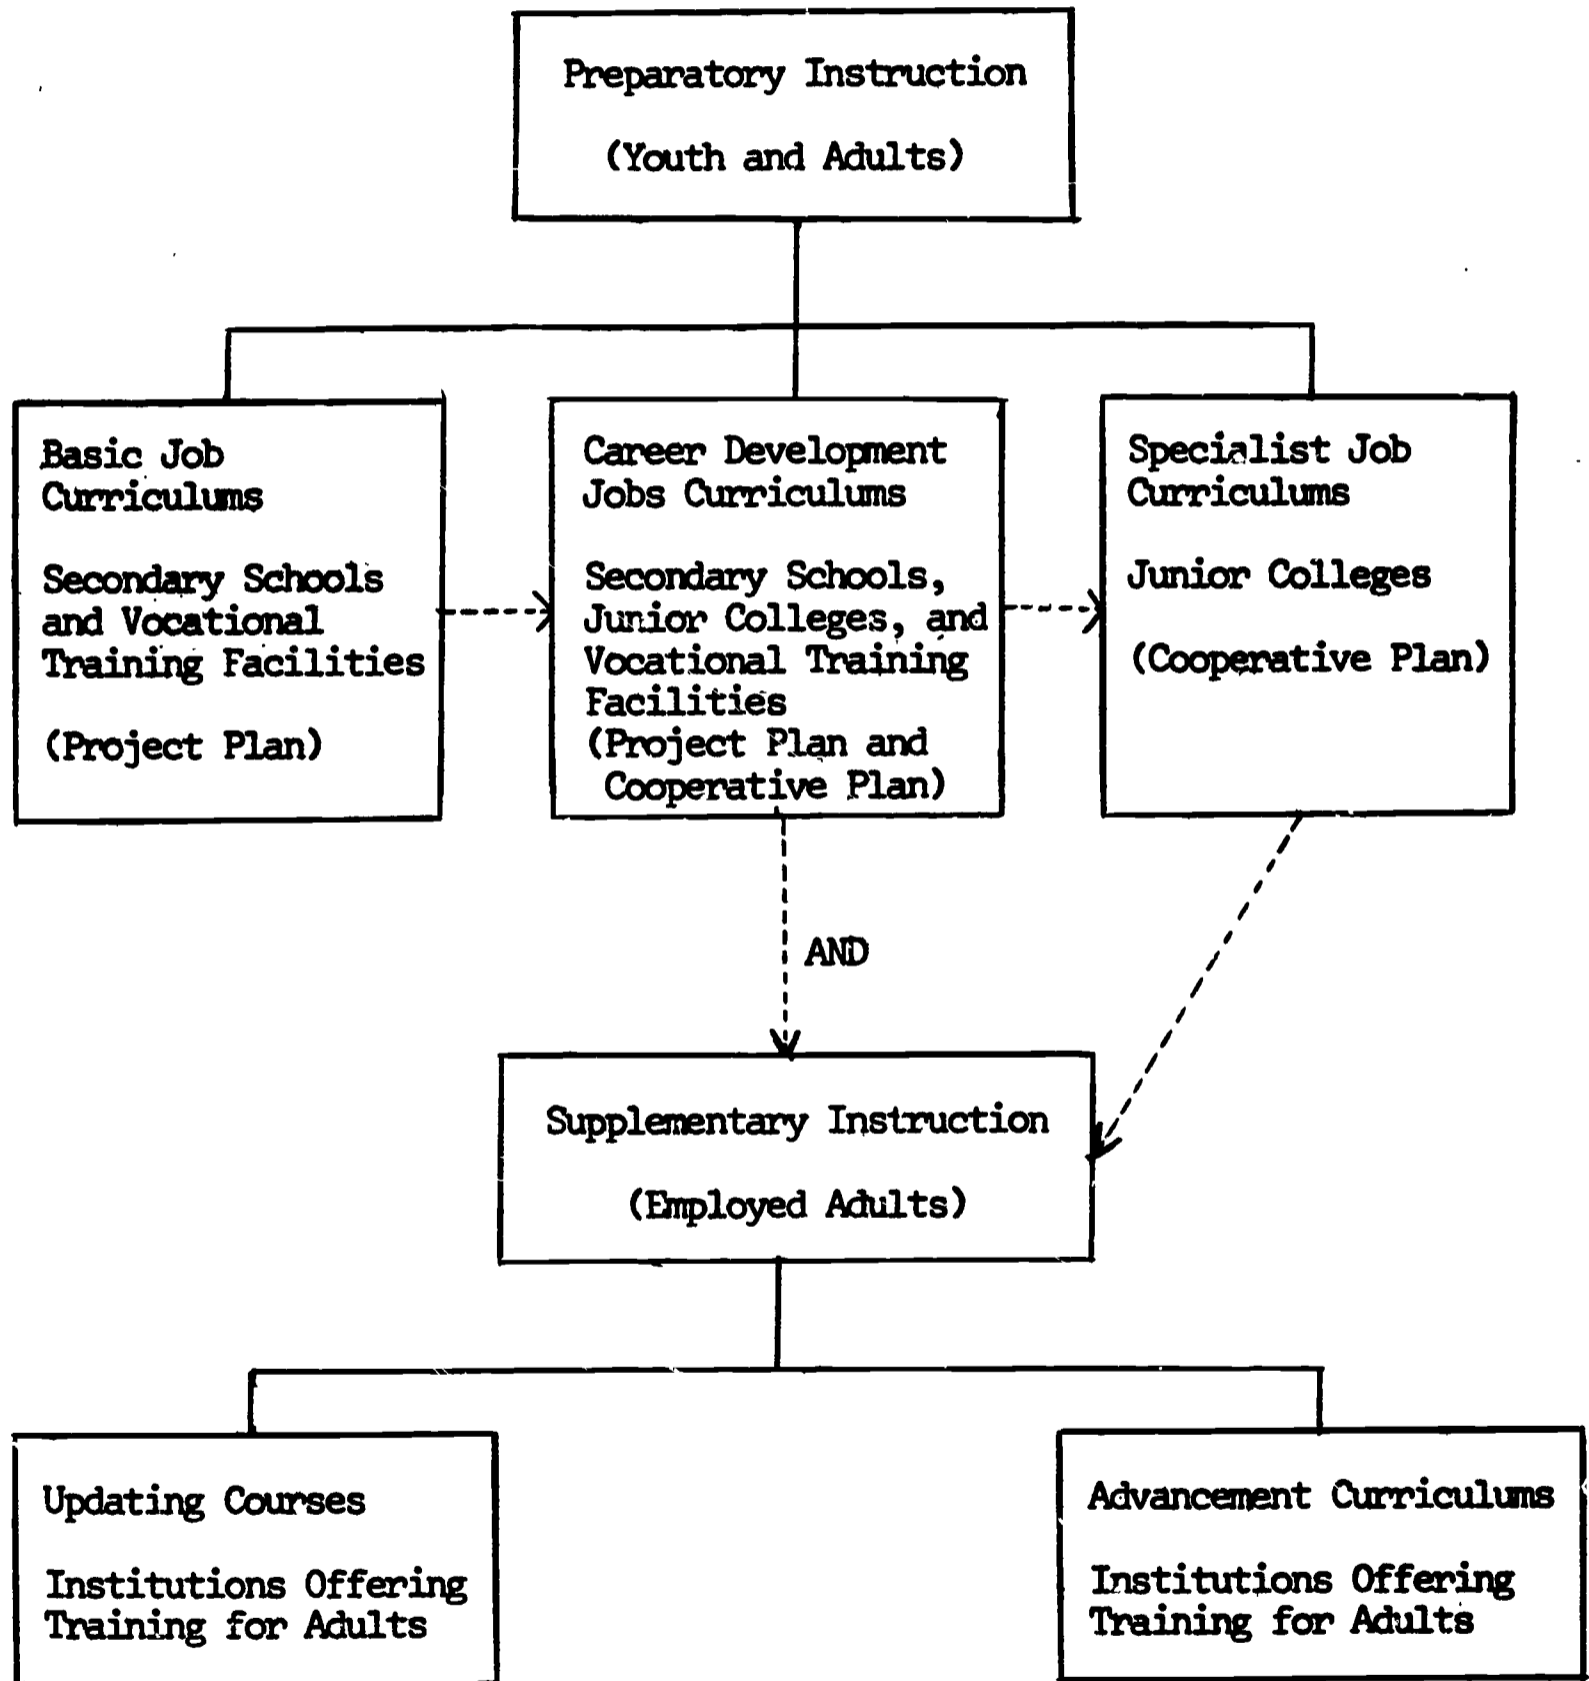 Preparatory Instruction
(Youth and Adults)
Basic Job
Curriculums
Secondary Schools
and Vocational
Training Facilities
(Project Plan)
Career Development
Jobs Curriculums
Secondary Schools,
Junior Colleges, and
Vocational Training
Facilities
(Project Plan and
Cooperative Plan)
Specialist Job
Curriculums
Junior Colleges
(Cooperative Plan)
AND
Supplementary Instruction
(Employed Adults)
Updating Courses
Institutions Offering
Training for Adults
Advancement Curriculums
Institutions Offering
Training for Adults